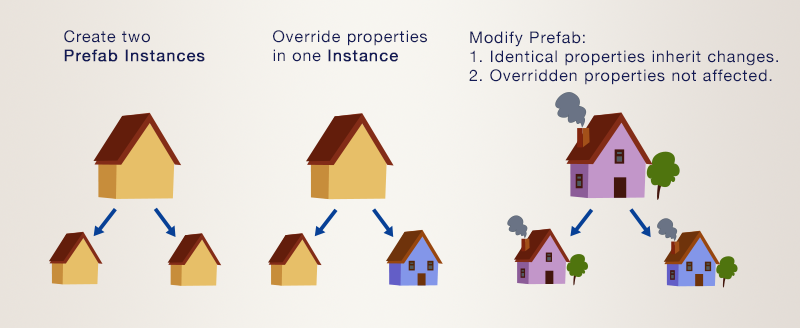 Create two
Prefab Instances
Override properties
in one Instance
Modify Prefab:
1. Identical properties inherit changes.
2. Overridden properties not affected.